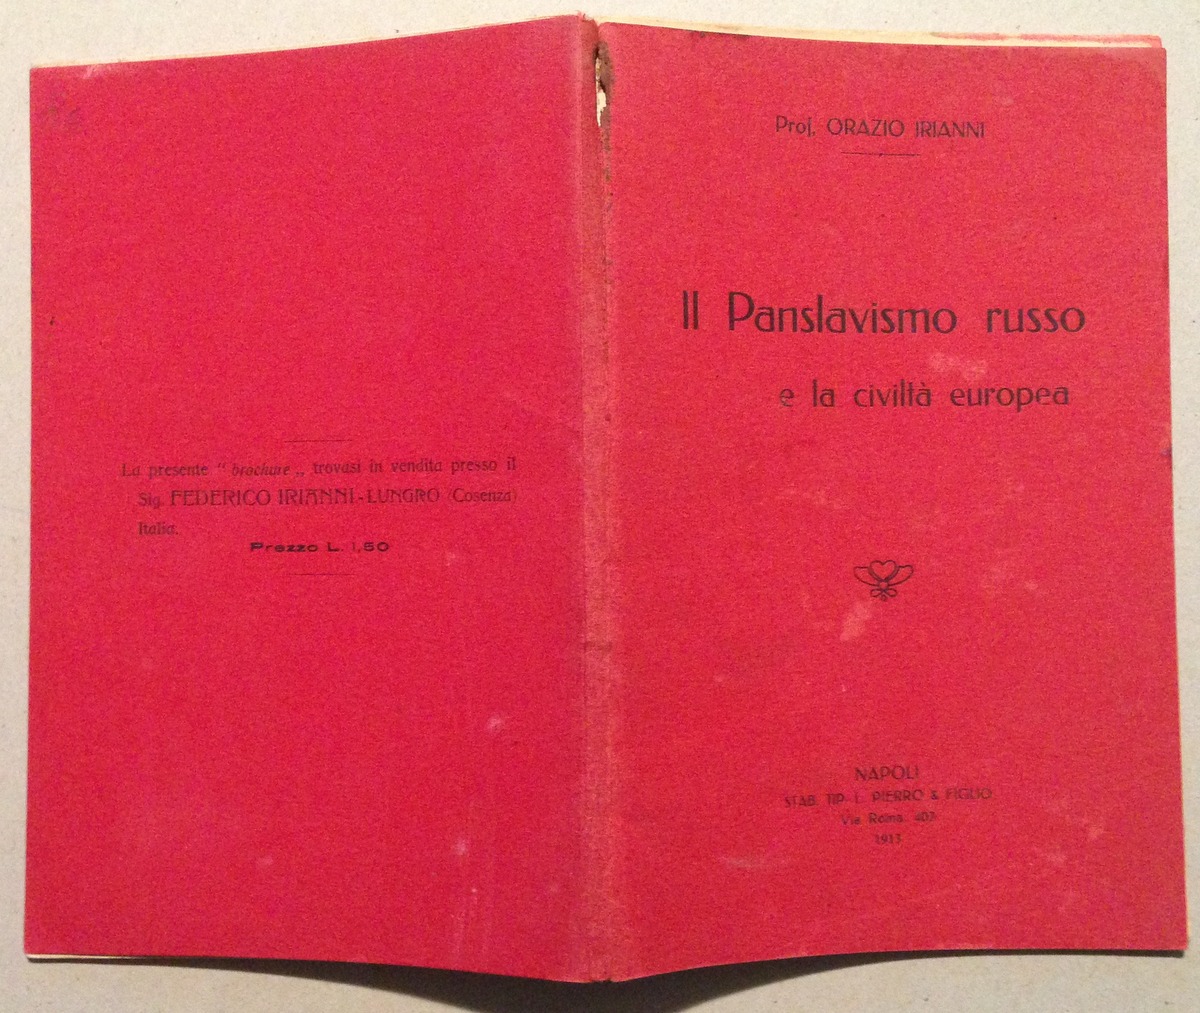 La presente " brochure „ trovasi in vendita presso il
Sig. FEDERICO IRIANNI-LUNGRO (Cosenza)
Italia.
Prezzo L. 1,50
Prof. ORAZIO IRIANNI
Il Panslavismo russo
e la civiltà europea
NAPOLI
STAB. TIP. L. PIERRO & FIGLIO
Via Roma, 402
1913